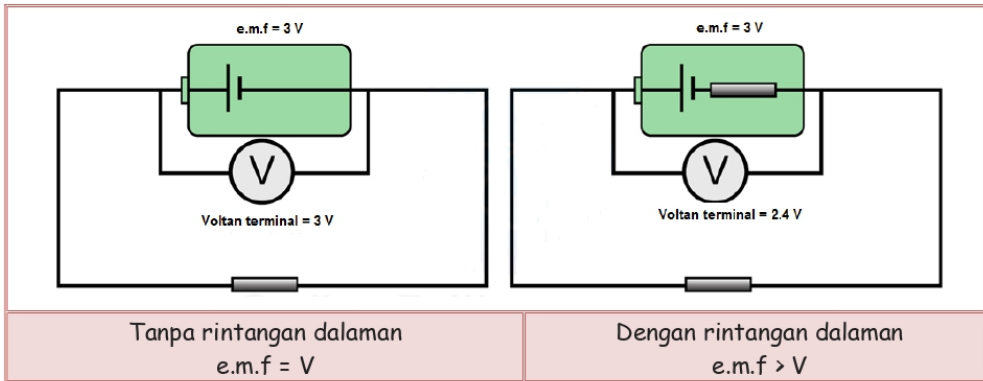 e.m.f = 3 V
V
Voltan terminal = 3 V
e.m.f = 3 V
V
Voltan terminal = 2.4 V
Tanpa rintangan dalaman
e.m.f = V
Dengan rintangan dalaman
e.m.f > V